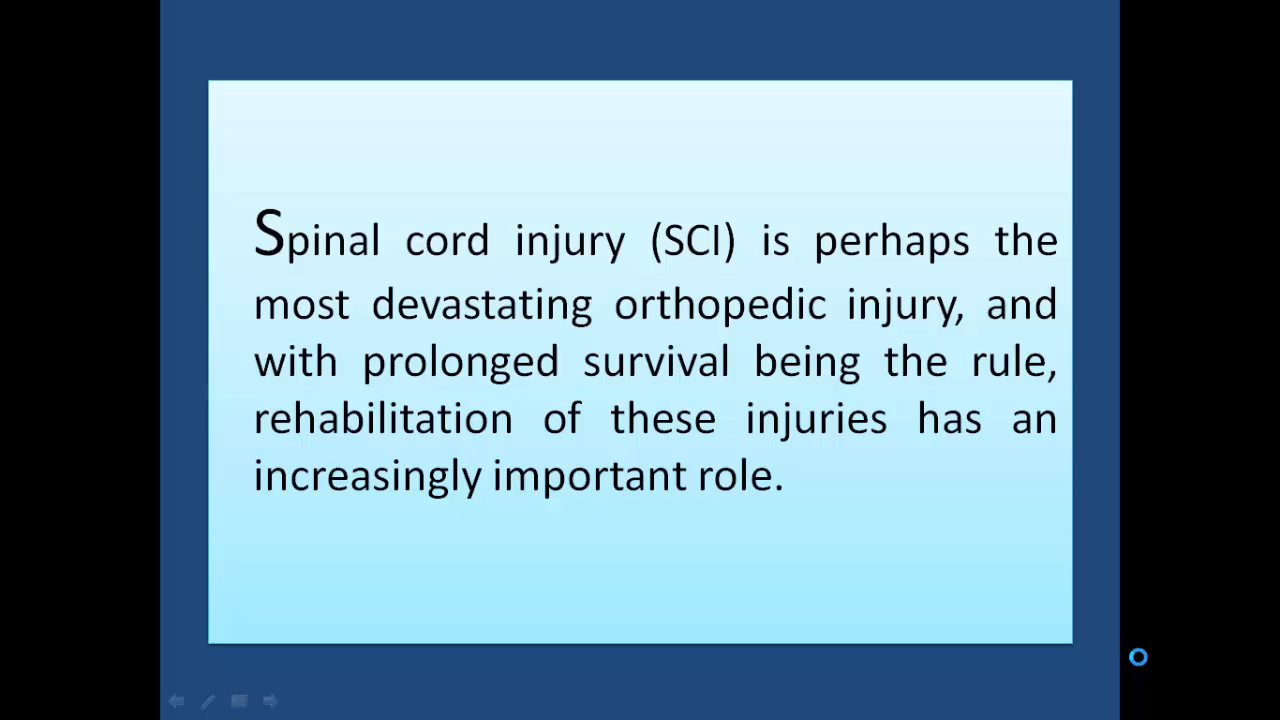 Spinal cord injury (SCI) is perhaps the
most devastating orthopedic injury, and
with prolonged survival being the rule,
rehabilitation of these injuries has an
increasingly important role.